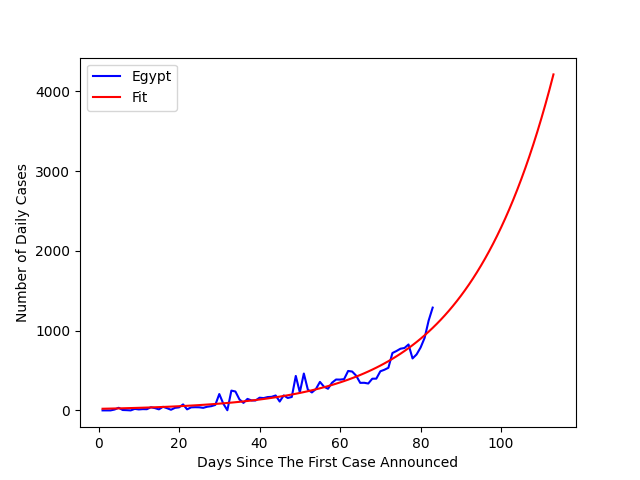 Egypt
Fit
4000
3000
2000
1000
0
Number of Daily Cases
0 20 40 60 80 100
Days Since The First Case Announced